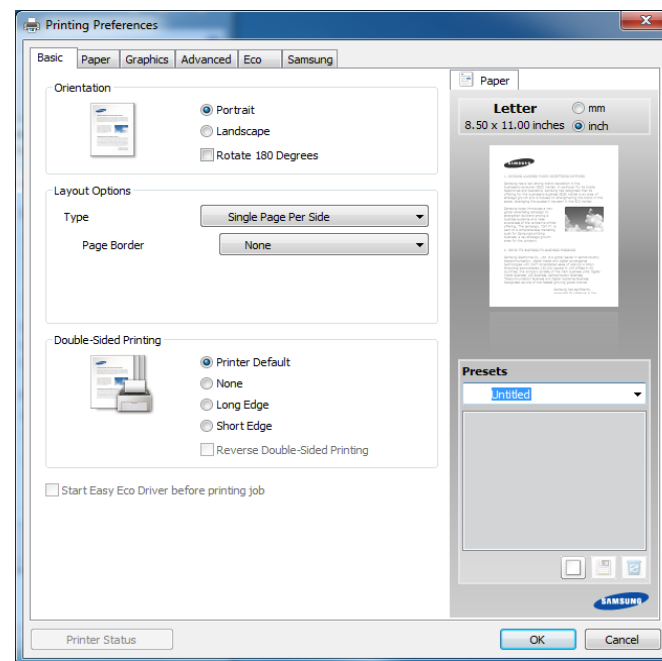 Printing Preferences
Basic Paper Graphics Advanced Eco Samsung
Orientation
Portrait
Landscape
Rotate 180 Degrees
Layout Options
Type Single Page Per Side
Page Border None
Double-Sided Printing
Printer Default
None
Long Edge
Short Edge
Reverse Double-Sided Printing
Start Easy Eco Driver before printing job
Paper
Letter mm
8.50 x 11.00 inches inch
SAMSUNG
Presets
Untitled
SAMSUNG
Printer Status OK Cancel